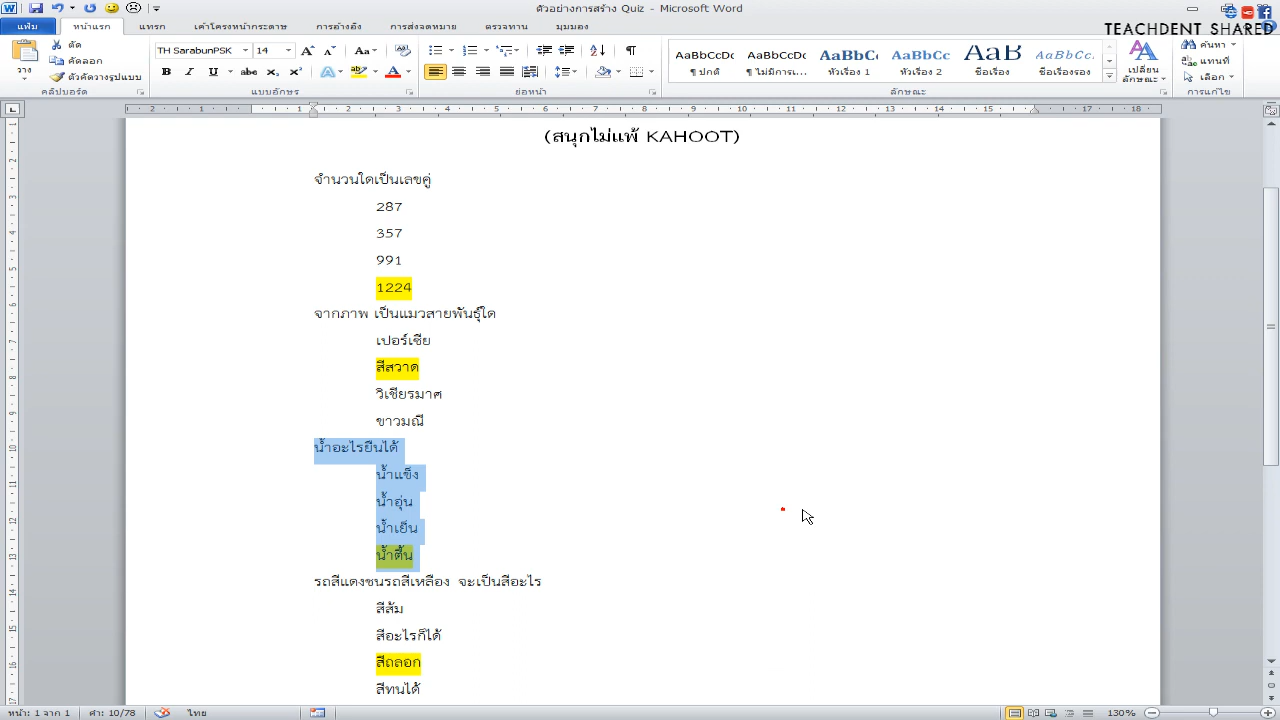 ตัวอย่างการสร้าง Quiz - Microsoft Word
TEACHDENT SHARED
แฟ้ม หน้าแรก แทรก เค้าโครงหน้ากระดาษ การอ้างอิง การส่งจดหมาย ตรวจทาน มุมมอง
วาง
ตัด
คัดลอก
ตัวคัดวางรูปแบบ
คลิปบอร์ด
TH SarabunPSK 14
แบบอักษร
ย่อหน้า
AaBbCcDc AaBbCcDc AaBbCc AaBbCc AaB AaBbCcl
¶ ปกติ ¶ ไม่มีการเ... หัวเรื่อง 1 หัวเรื่อง 2 ชื่อเรื่อง ชื่อเรื่องรอง
ลักษณะ
เปลี่ยน
ลักษณะ
ค้นหา
แทนที่
เลือก
การแก้ไข
(สนุกไม่แพ้ KAHOOT)
จำนวนใดเป็นเลขคู่
287
357
991
1224
จากภาพ เป็นแมวสายพันธุ์ใด
เปอร์เซีย
สีสวาด
วิเชียรมาศ
ขาวมณี
น้ำอะไรยืนได้
น้ำแข็ง
น้ำอุ่น
น้ำเย็น
น้ำตื้น
รถสีแดงชนรถสีเหลือง จะเป็นสีอะไร
สีส้ม
สีอะไรก็ได้
สีถลอก
สีทนได้
หน้า: 1 จาก 1 คำ: 10/78 ไทย 130%